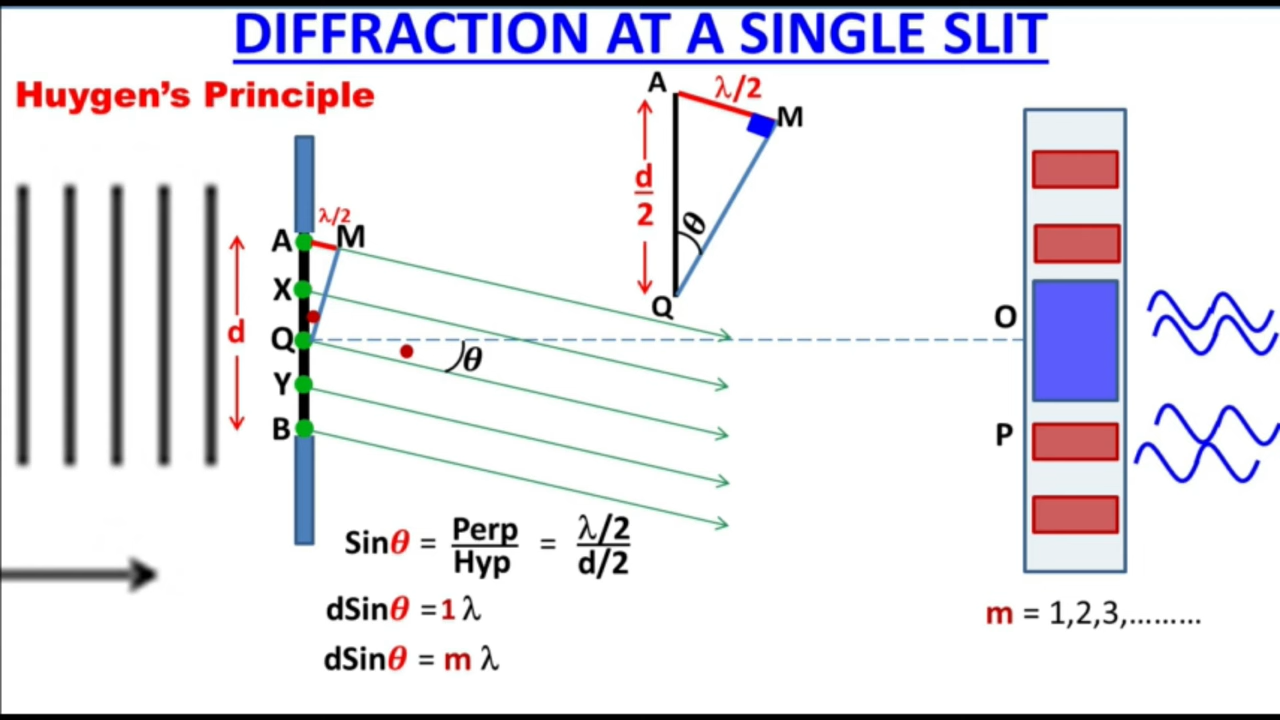 DIFFRACTION AT A SINGLE SLIT
Huygen's Principle
A
λ/2
M
d
2
θ
Q
λ/2
A
M
X
d
Q
θ
Y
B
O
P
Sinθ = Perp/Hyp = λ/2 / d/2
dSinθ =1 λ
dSinθ = m λ
m = 1,2,3,.........